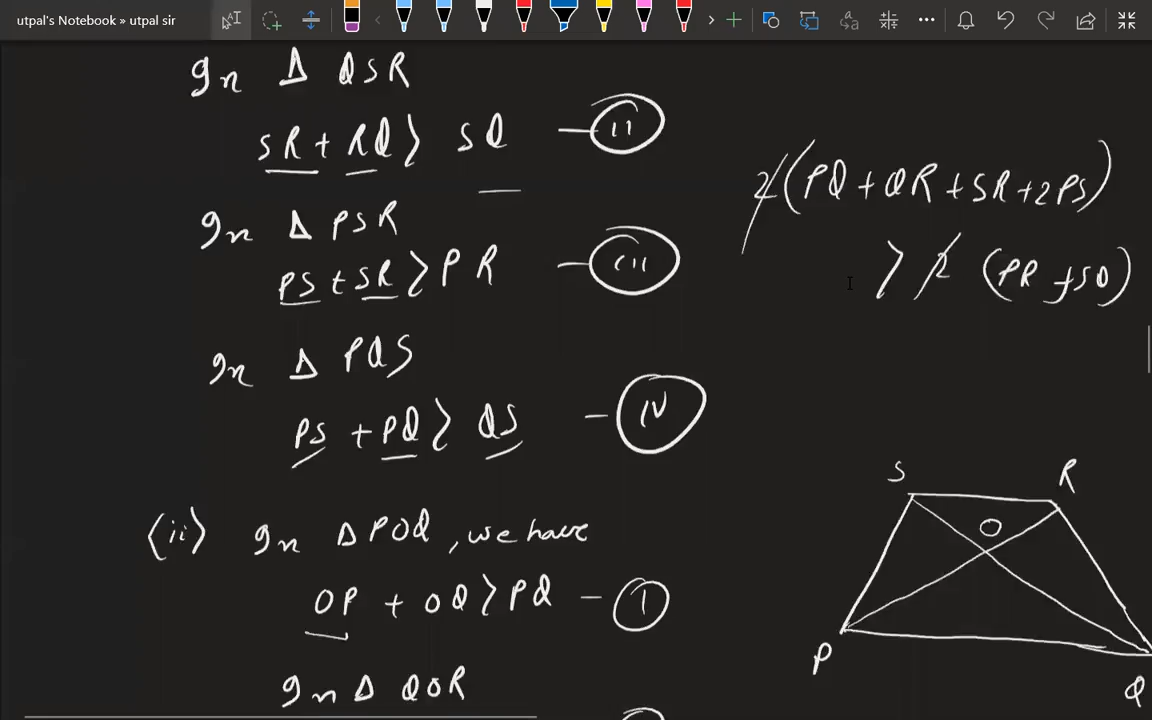 utpal's Notebook » utpal sir
In Δ QSR
SR + RQ > SQ — (ii)
In Δ PSR
PS + SR > PR — (iii)
In Δ PQS
PS + PQ > QS — (iv)
(ii) In Δ POQ, we have
OP + OQ > PQ — (1)
In Δ QOR
2(PQ + QR + SR + 2PS)
> 2 (PR + SQ)
S
R
O
P
Q